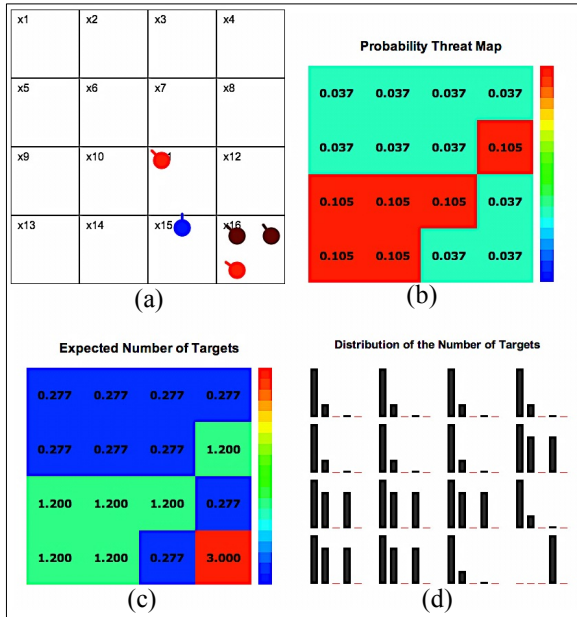 x1 x2 x3 x4
x5 x6 x7 x8
x9 x10 x12
x13 x14 x15 x16
(a)
Probability Threat Map
0.037 0.037 0.037 0.037
0.037 0.037 0.037 0.105
0.105 0.105 0.105 0.037
0.105 0.105 0.037 0.037
(b)
Expected Number of Targets
0.277 0.277 0.277 0.277
0.277 0.277 0.277 1.200
1.200 1.200 1.200 0.277
1.200 1.200 0.277 3.000
(c)
Distribution of the Number of Targets
(d)